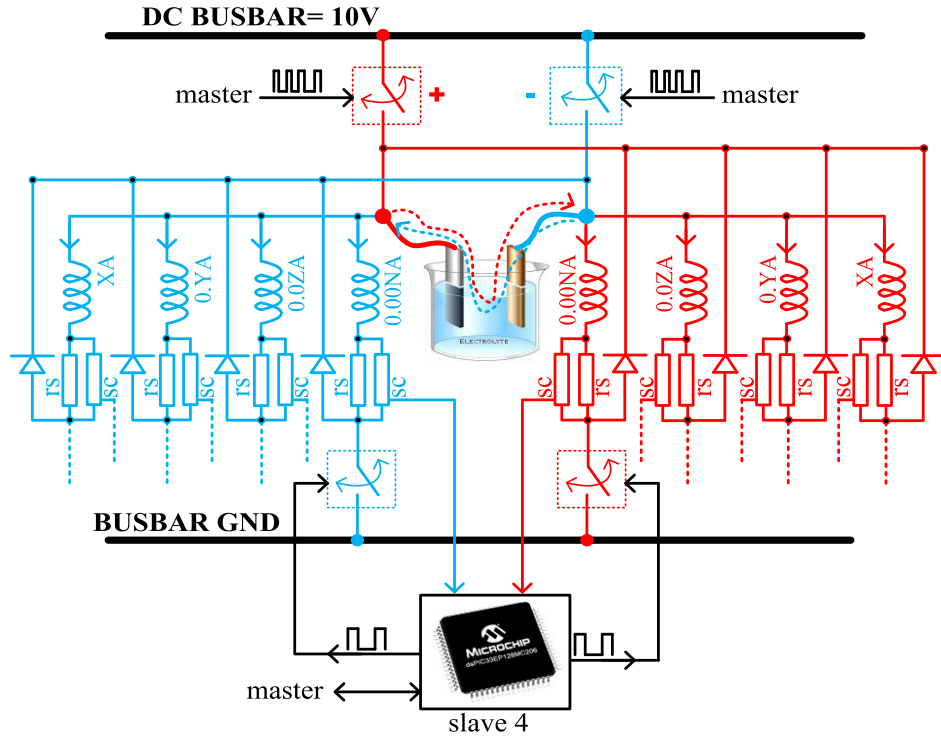 DC BUSBAR= 10V
master
+
-
master
XA
0.YA
0.0ZA
0.00NA
0.00NA
0.0ZA
0.YA
XA
ELECTROLYTE
rs
sc
rs
sc
rs
sc
rs
sc
sc
rs
sc
rs
sc
rs
sc
rs
BUSBAR GND
MICROCHIP
dsPIC33EP128MC206
master
slave 4